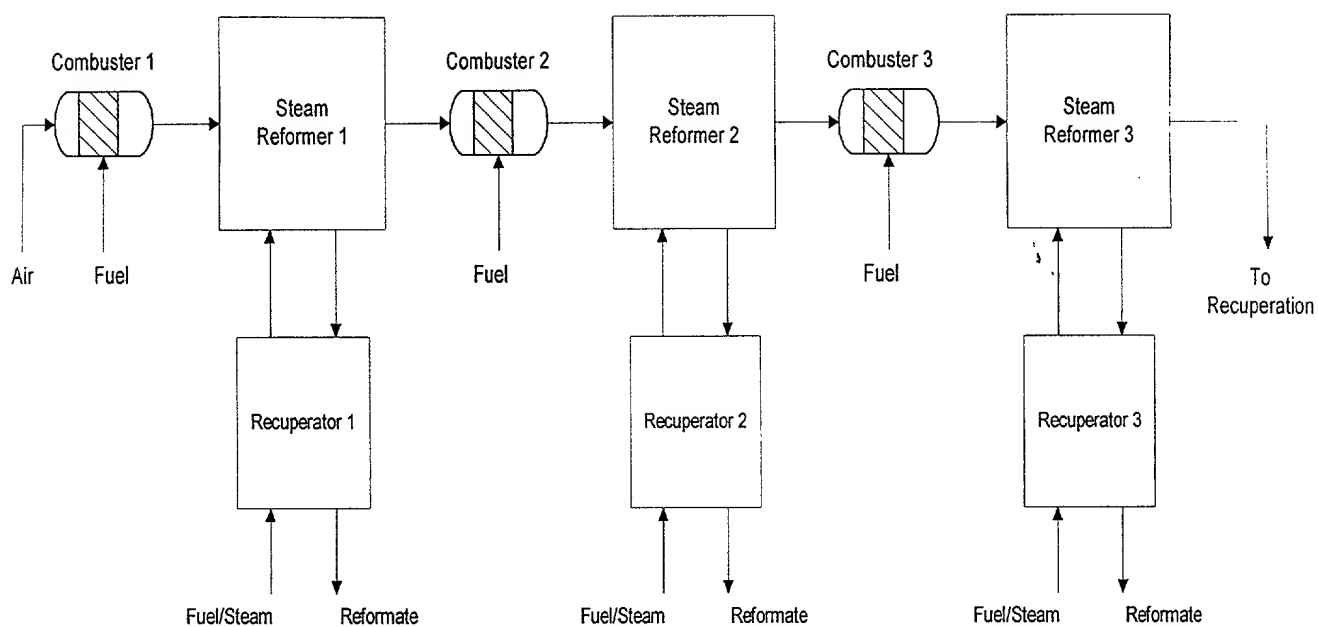 Combuster 1
Steam
Reformer 1
Combuster 2
Steam
Reformer 2
Combuster 3
Steam
Reformer 3
Air
Fuel
Fuel
Fuel
To
Recuperation
Recuperator 1
Recuperator 2
Recuperator 3
Fuel/Steam
Reformate
Fuel/Steam
Reformate
Fuel/Steam
Reformate